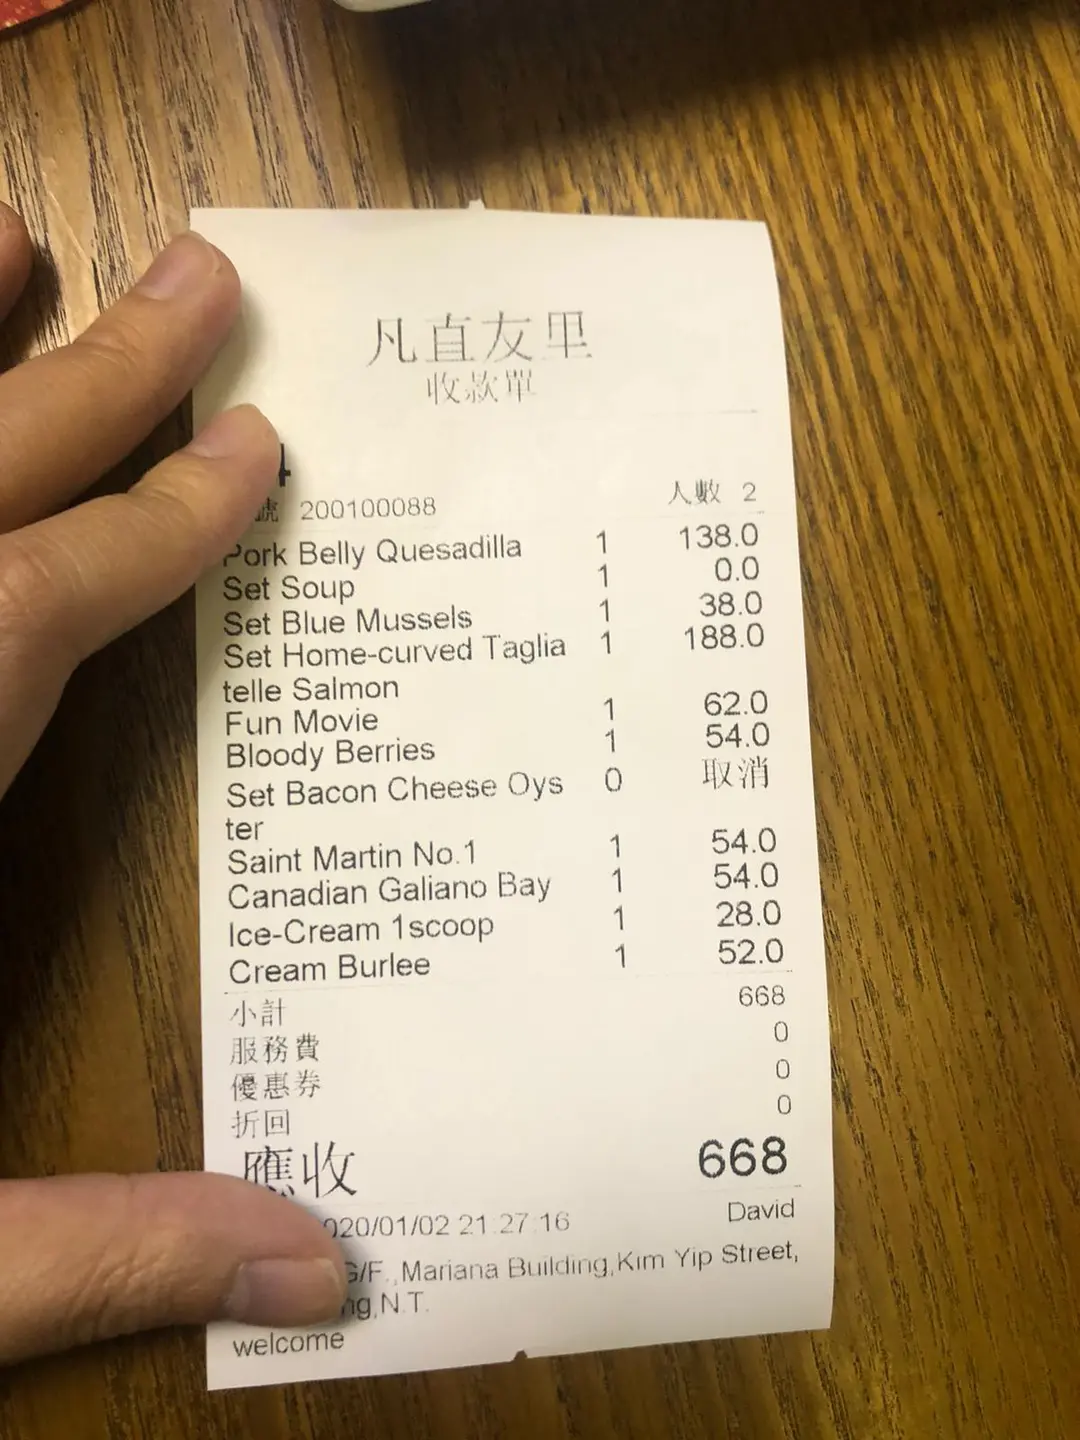 凡直友里
收款單
4
號 200100088 人數 2
Pork Belly Quesadilla 1 138.0
Set Soup 1 0.0
Set Blue Mussels 1 38.0
Set Home-curved Taglia 1 188.0
telle Salmon
Fun Movie 1 62.0
Bloody Berries 1 54.0
Set Bacon Cheese Oys 0 取消
ter
Saint Martin No.1 1 54.0
Canadian Galiano Bay 1 54.0
Ice-Cream 1scoop 1 28.0
Cream Burlee 1 52.0
小計 668
服務費 0
優惠券 0
折回 0
應收 668
020/01/02 21:27:16 David
G/F.,Mariana Building,Kim Yip Street,
ng,N.T.
welcome